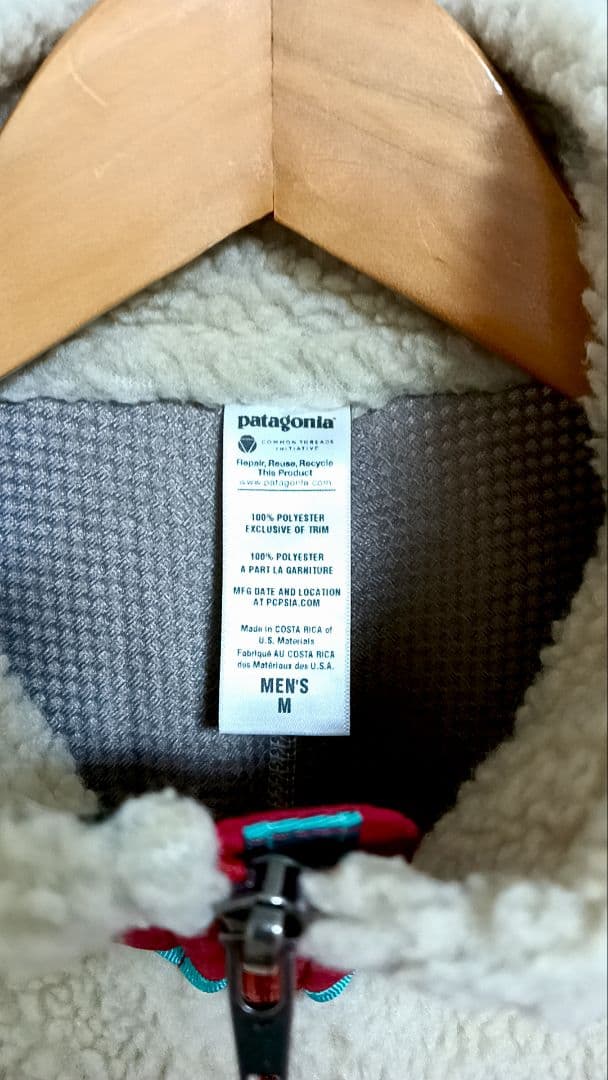 patagonia
COMMON THREADS
INITIATIVE
Repair, Reuse, Recycle
This Product
www.patagonia.com
100% POLYESTER
EXCLUSIVE OF TRIM
100% POLYESTER
A PART LA GARNITURE
MFG DATE AND LOCATION
AT PCPSIA.COM
Made in COSTA RICA of
U.S. Materials
Fabriqué AU COSTA RICA
des Matériaux des U.S.A.
MEN'S
M